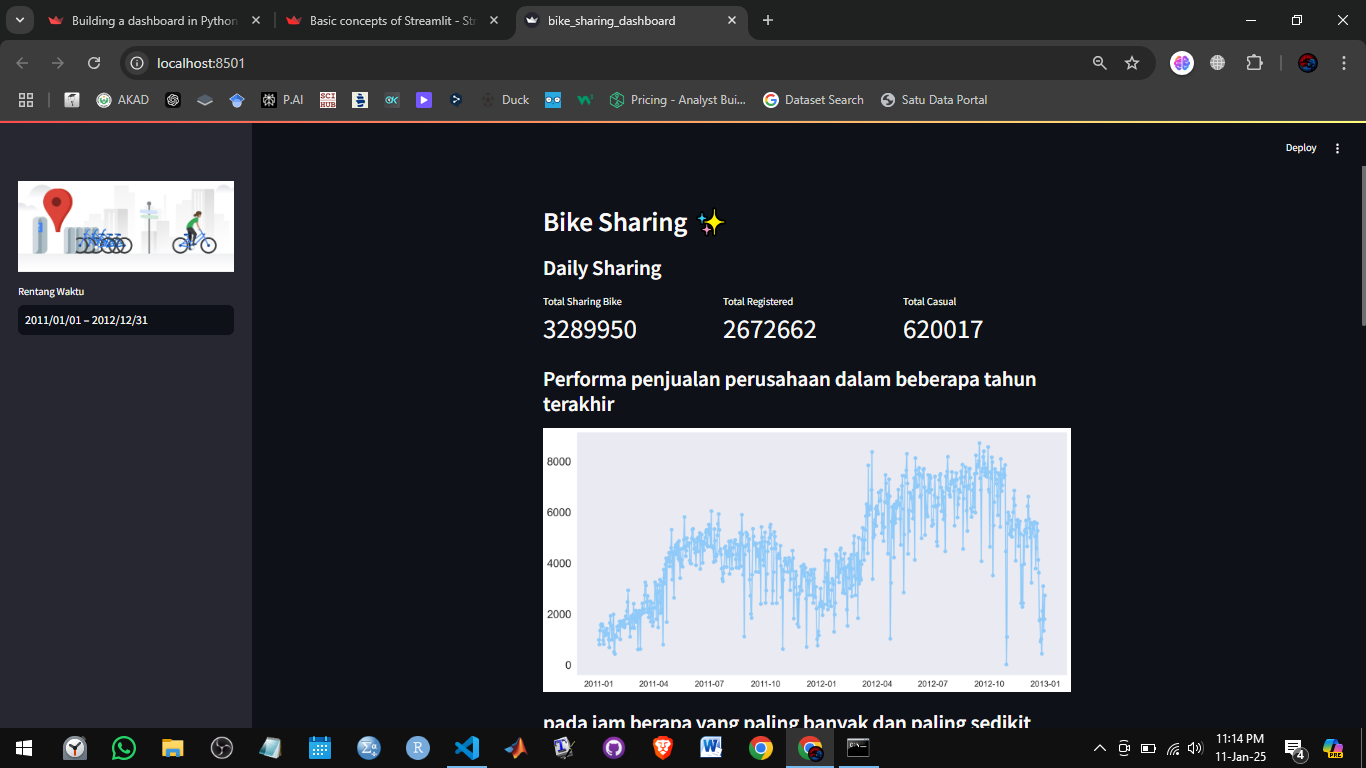 Building a dashboard in Python
Basic concepts of Streamlit - St
bike_sharing_dashboard
localhost:8501
AKAD
P.AI
SCI
HUB
Duck
Pricing - Analyst Bui...
Dataset Search
Satu Data Portal
Deploy
Rentang Waktu
2011/01/01 – 2012/12/31
Bike Sharing
Daily Sharing
Total Sharing Bike
Total Registered
Total Casual
3289950
2672662
620017
Performa penjualan perusahaan dalam beberapa tahun
terakhir
8000
6000
4000
2000
0
2011-01
2011-04
2011-07
2011-10
2012-01
2012-04
2012-07
2012-10
2013-01
pada jam berapa yang paling banyak dan paling sedikit
11:14 PM
11-Jan-25
4